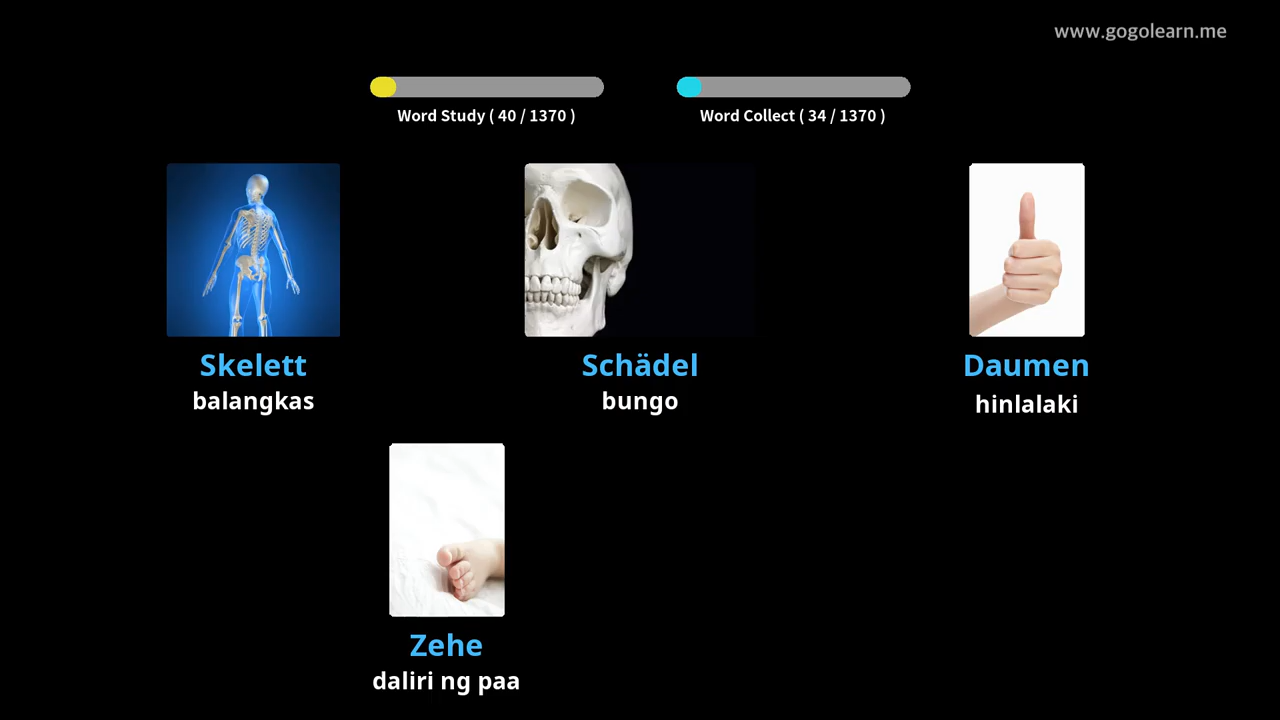 www.gogolearn.me
Word Study ( 40 / 1370 )
Word Collect ( 34 / 1370 )
Skelett
balangkas
Schädel
bungo
Daumen
hinlalaki
Zehe
daliri ng paa